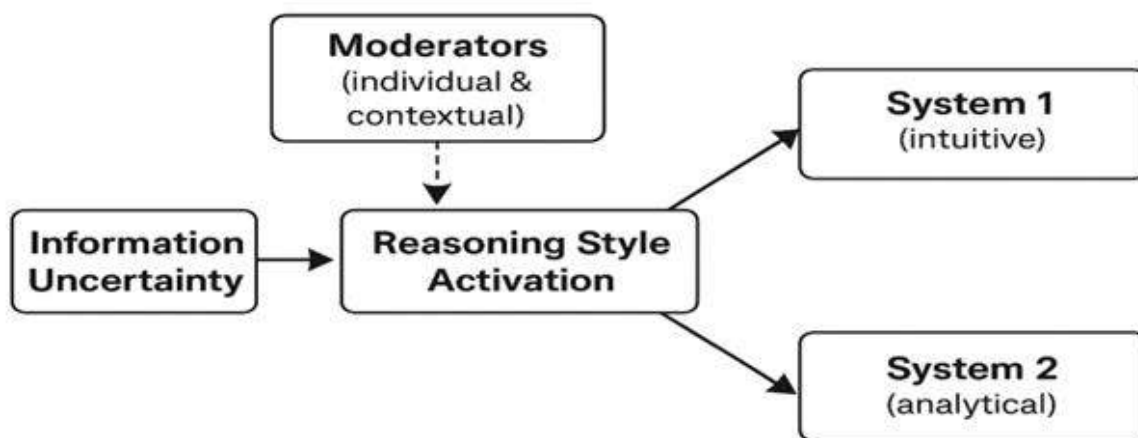 Moderators
(individual &
contextual)
System 1
(intuitive)
Information
Uncertainty
Reasoning Style
Activation
System 2
(analytical)